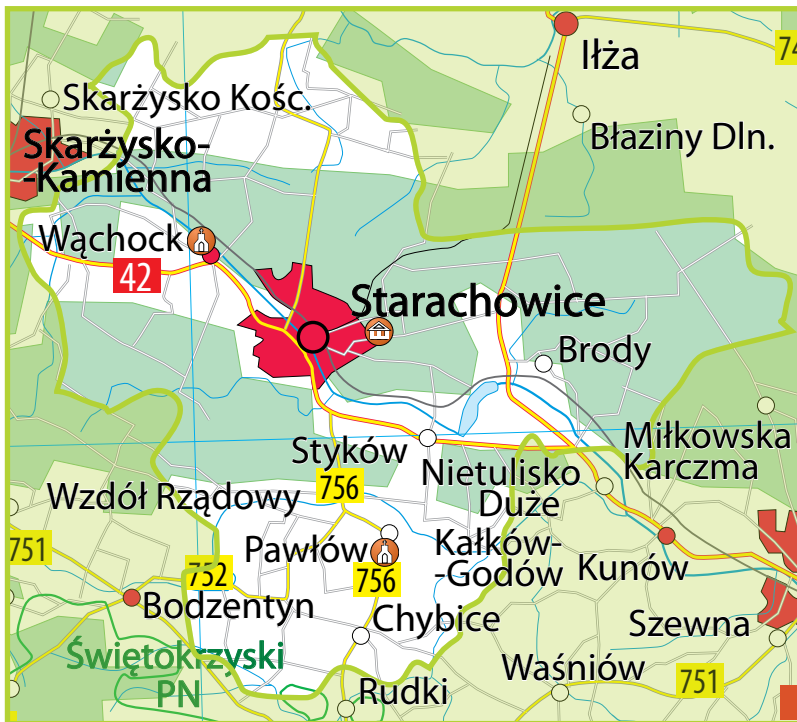 Iłża
74
Skarżysko Kośc.
Błaziny Dln.
Skarżysko-
-Kamienna
Wąchock
42
Starachowice
Brody
Styków
Miłkowska
Karczma
Nietulisko
Duże
756
Wzdół Rządowy
751
Pawłów
Kałków-
-Godów
Kunów
752
756
Bodzentyn
Chybice
Szewna
Świętokrzyski
PN
Waśniów
751
Rudki